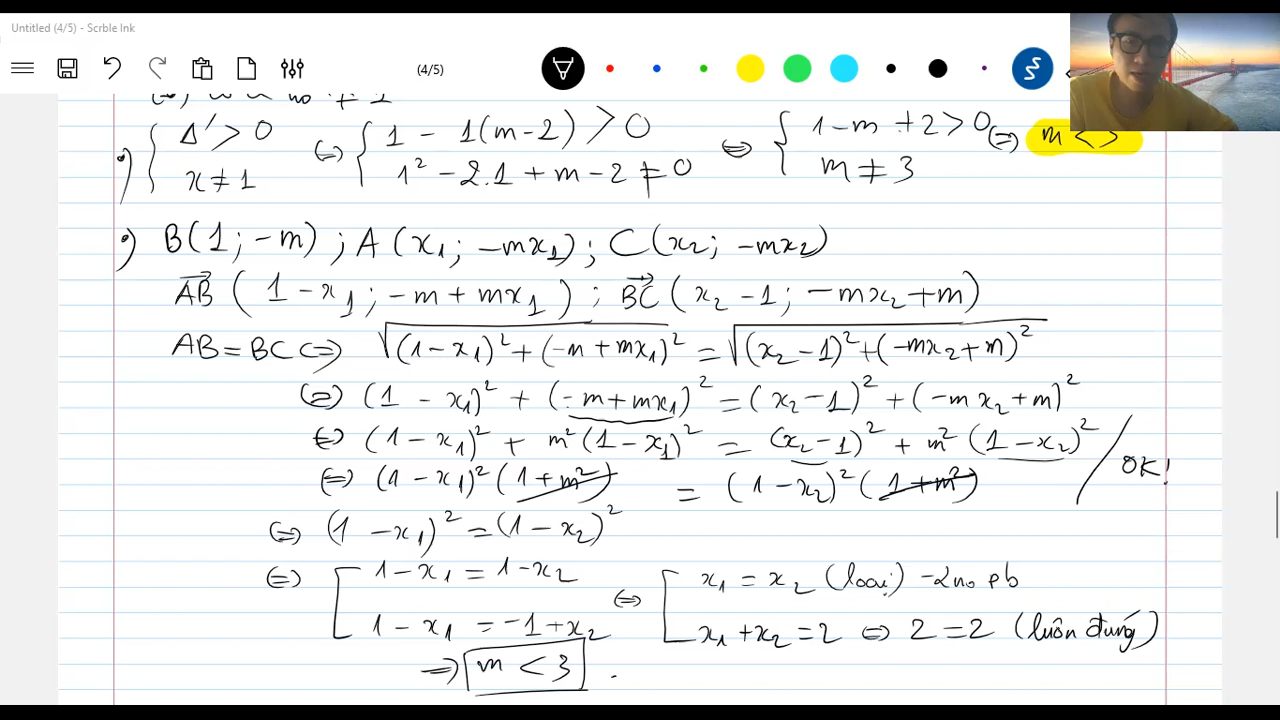 Untitled (4/5) - Scrble Ink
(4/5)
≠ 1
•) { Δ' > 0 ⇔ { 1 - 1(m-2) > 0 ⇔ { 1-m + 2 > 0 ⇔ m <
x ≠ 1 1² - 2.1 + m - 2 ≠ 0 m ≠ 3
•) B(1; -m) ; A(x₁; -mx₁); C(x₂; -mx₂)
AB→ (1-x₁; -m + mx₁) ; BC→ (x₂ - 1; -mx₂ + m)
AB = BC ⇔ √((1-x₁)² + (-m + mx₁)²) = √((x₂-1)² + (-mx₂ + m)²)
⇔ (1 - x₁)² + (-m + mx₁)² = (x₂ - 1)² + (-m x₂ + m)²
⇔ (1 - x₁)² + m² (1 - x₁)² = (x₂ - 1)² + m² (1 - x₂)² / OK!
⇔ (1 - x₁)² (1 + m²) = (1 - x₂)² (1 + m²)
⇔ (1 - x₁)² = (1 - x₂)²
⇔ [ 1 - x₁ = 1 - x₂ ⇔ [ x₁ = x₂ (loại) - 2 no pb
1 - x₁ = -1 + x₂ x₁ + x₂ = 2 ⇔ 2 = 2 (luôn đúng)
⇒ m < 3 .